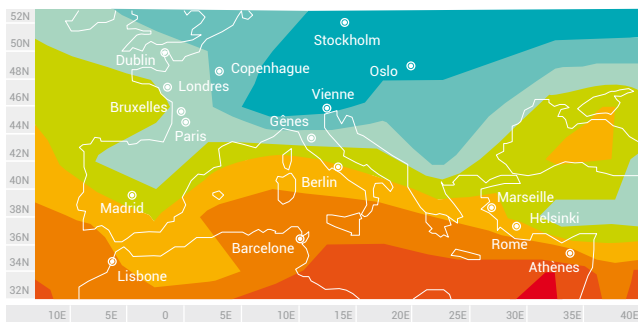 52N
Stockholm
50N
Dublin
Copenhague
Oslo
48N
Londres
Vienne
46N
Bruxelles
Gênes
44N
Paris
42N
40N
Berlin
Madrid
Marseille
38N
Helsinki
36N
Barcelone
Rome
34N
Lisbone
Athènes
32N
10E 5E 0 5E 10E 15E 20E 25E 30E 35E 40E